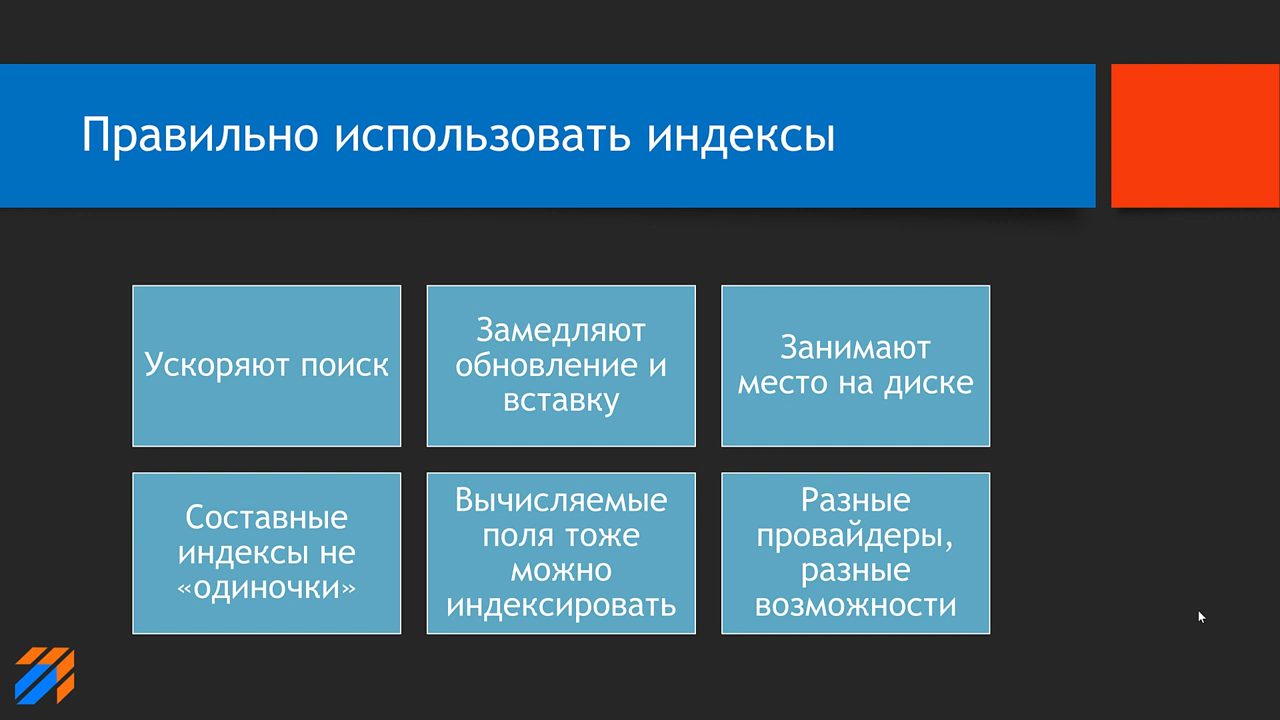 Правильно использовать индексы
Ускоряют поиск
Замедляют
обновление и
вставку
Занимают
место на диске
Составные
индексы не
«одиночки»
Вычисляемые
поля тоже
можно
индексировать
Разные
провайдеры,
разные
возможности